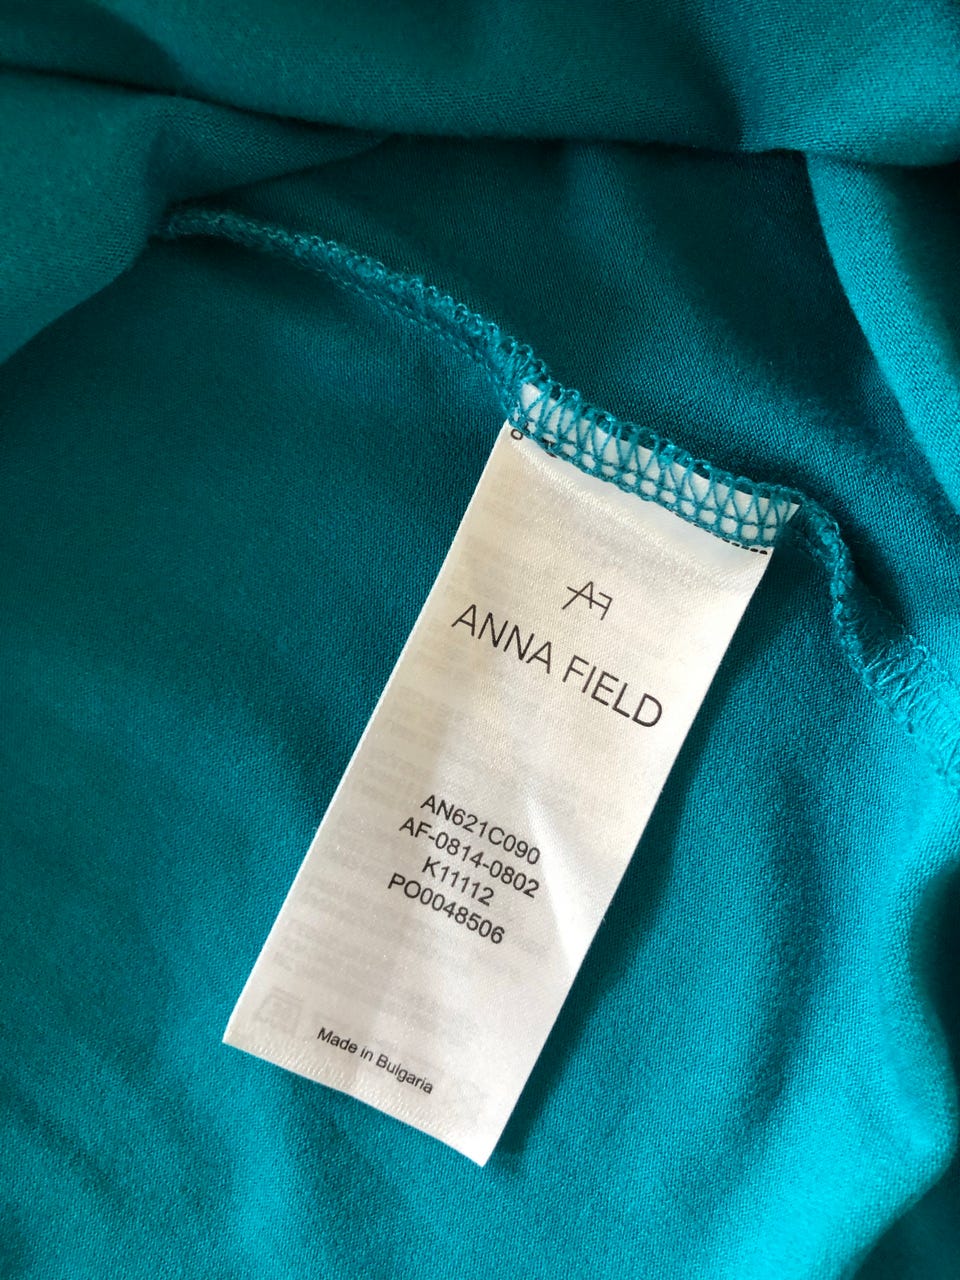 AF
ANNA FIELD
AN621C090
AF-0814-0802
K11112
PO0048506
Made in Bulgaria